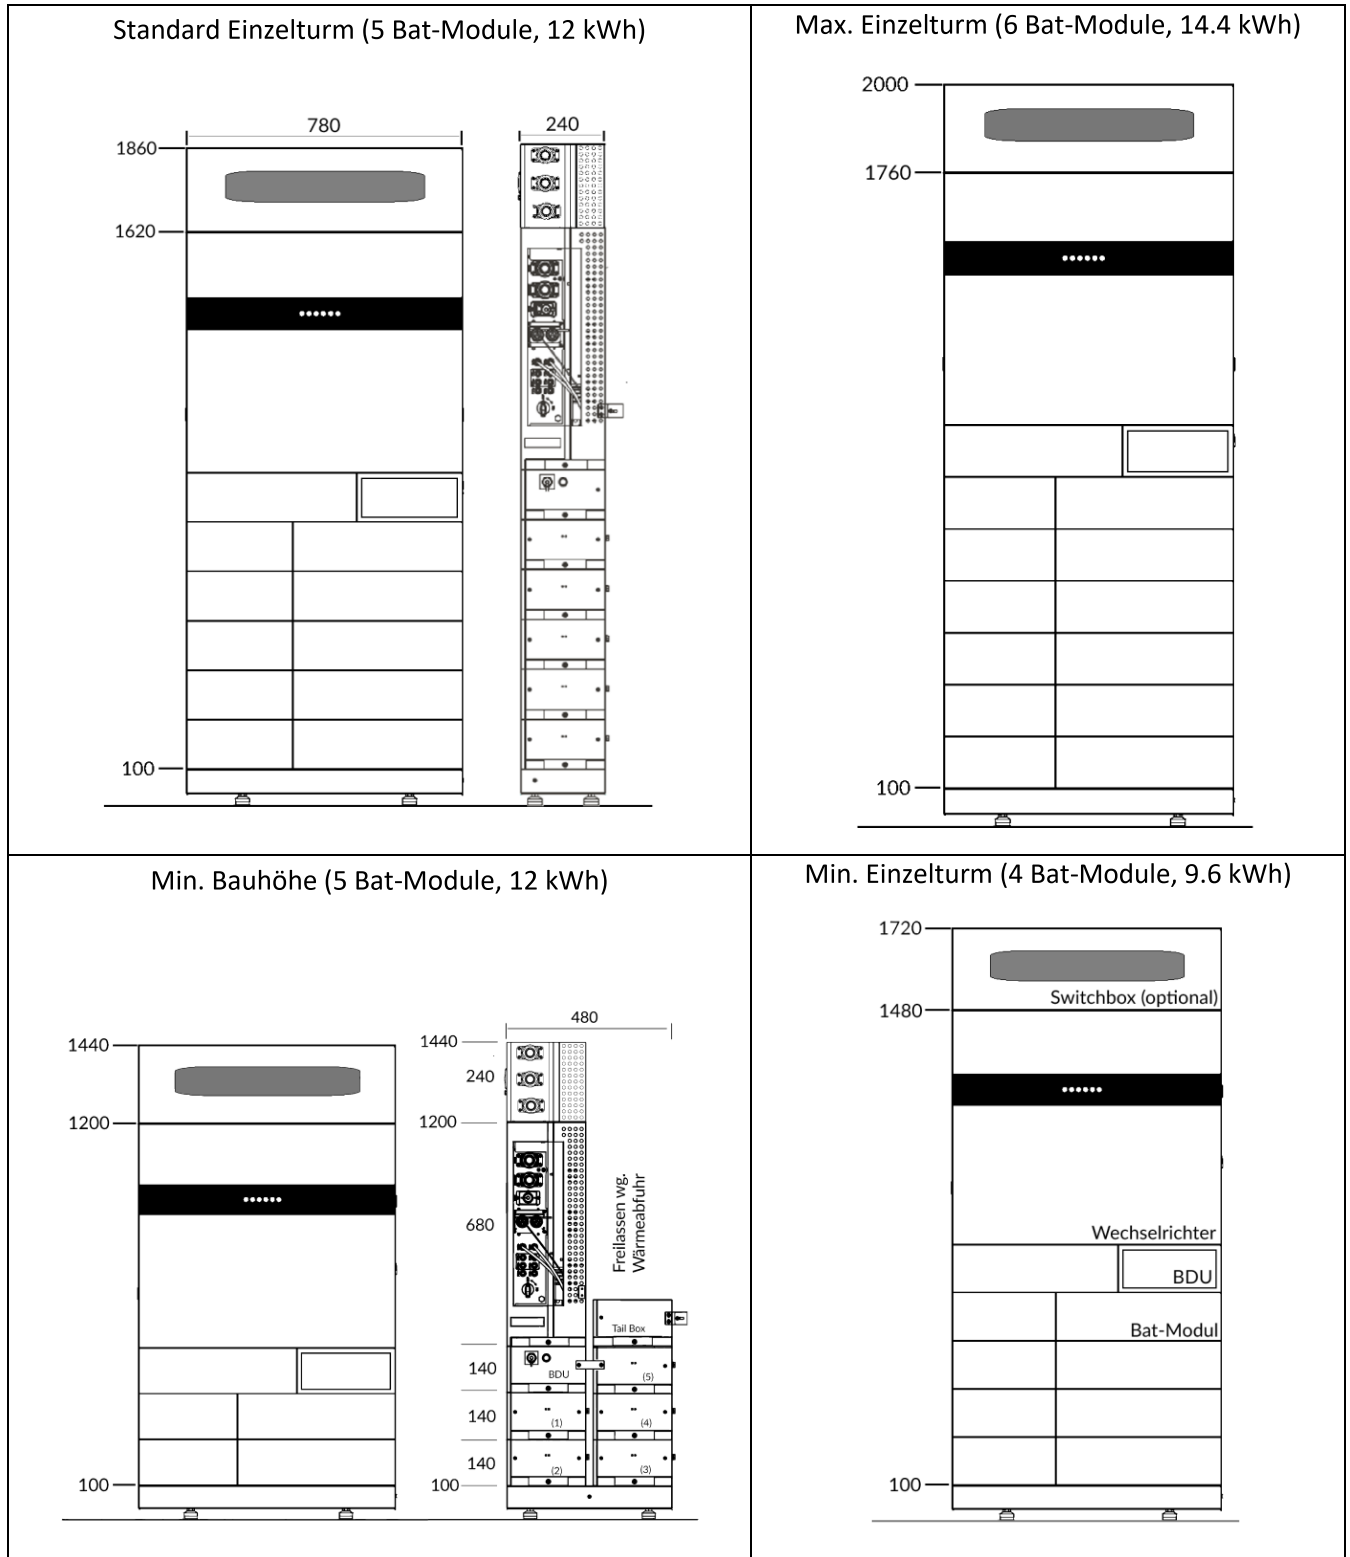 Standard Einzelturm (5 Bat-Module, 12 kWh)
780
240
1860
1620
100
Max. Einzelturm (6 Bat-Module, 14.4 kWh)
2000
1760
100
Min. Bauhöhe (5 Bat-Module, 12 kWh)
1440
1200
100
480
1440
240
1200
680
Freilassen wg.
Wärmeabfuhr
Tail Box
140
BDU
(5)
140
(1)
(4)
140
(2)
(3)
100
Min. Einzelturm (4 Bat-Module, 9.6 kWh)
1720
Switchbox (optional)
1480
Wechselrichter
BDU
Bat-Modul
100